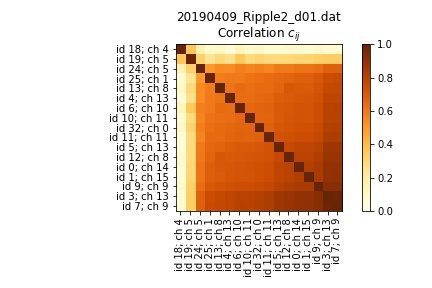 20190409_Ripple2_d01.dat
Correlation c_ij
id 18; ch 4
id 19; ch 5
id 24; ch 5
id 25; ch 1
id 13; ch 8
id 4; ch 13
id 6; ch 10
id 10; ch 11
id 32; ch 0
id 11; ch 11
id 5; ch 13
id 12; ch 8
id 0; ch 14
id 1; ch 15
id 9; ch 9
id 3; ch 13
id 7; ch 9
1.0
0.8
0.6
0.4
0.2
0.0
id 18; ch 4
id 19; ch 5
id 24; ch 5
id 25; ch 1
id 13; ch 8
id 4; ch 13
id 6; ch 10
id 10; ch 11
id 32; ch 0
id 11; ch 11
id 5; ch 13
id 12; ch 8
id 0; ch 14
id 1; ch 15
id 9; ch 9
id 3; ch 13
id 7; ch 9